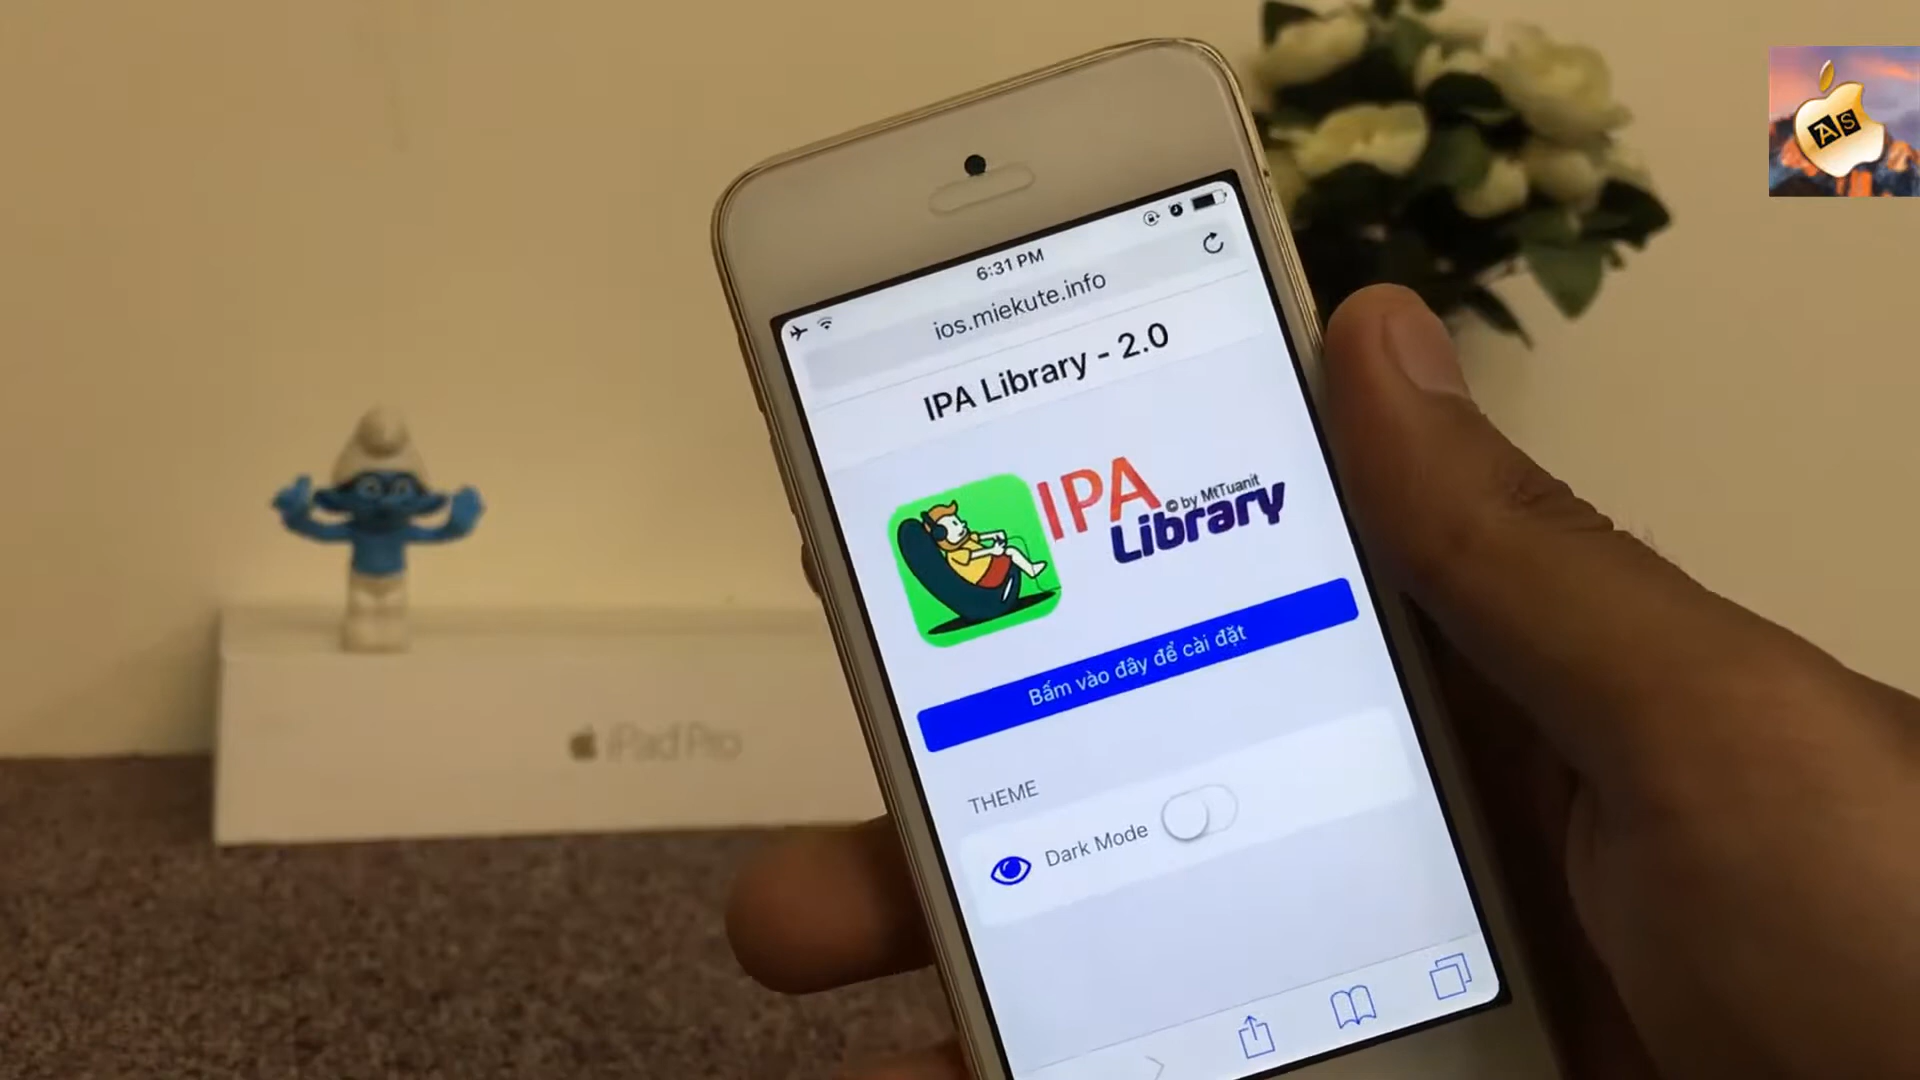 AS
6:31 PM
ios.miekute.info
IPA Library - 2.0
IPA
© by MtTuanit
Library
Bấm vào đây để cài đặt
THEME
Dark Mode
iPad Pro